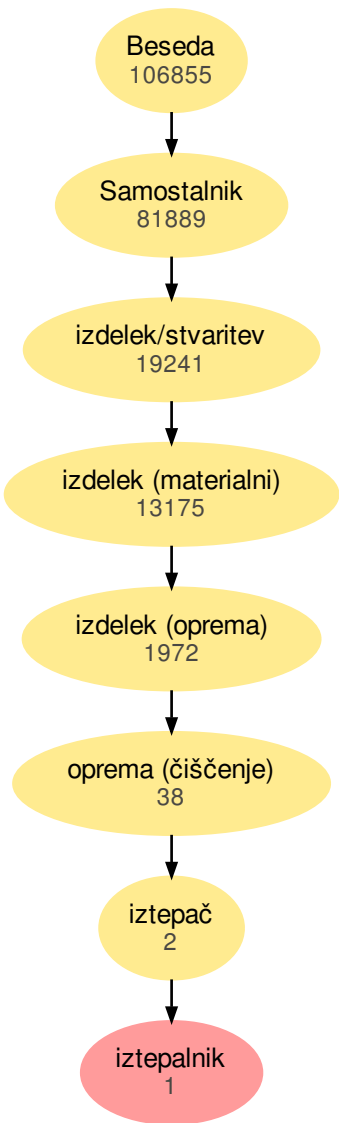 Beseda
106855
Samostalnik
81889
izdelek/stvaritev
19241
izdelek (materialni)
13175
izdelek (oprema)
1972
oprema (čiščenje)
38
iztepač
2
iztepalnik
1